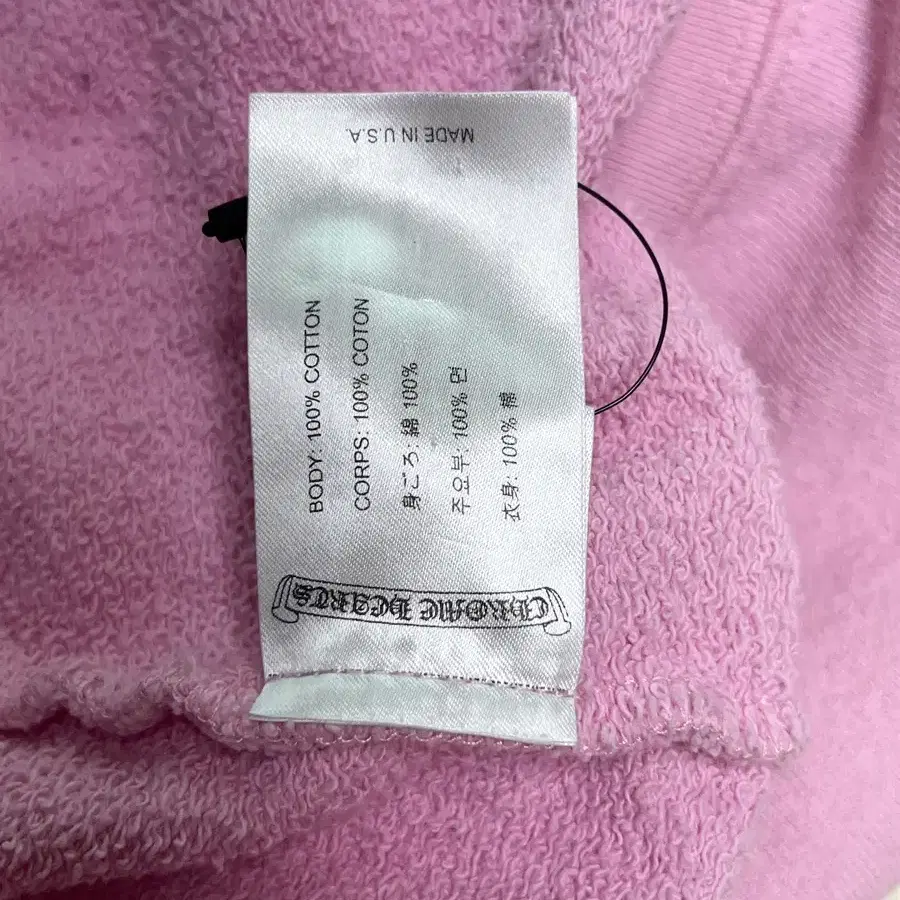 MADE IN U.S.A.
BODY: 100% COTTON
CORPS: 100% COTON
身ごろ: 綿 100%
주요부: 100% 면
衣身: 100% 棉
CHROME HEARTS